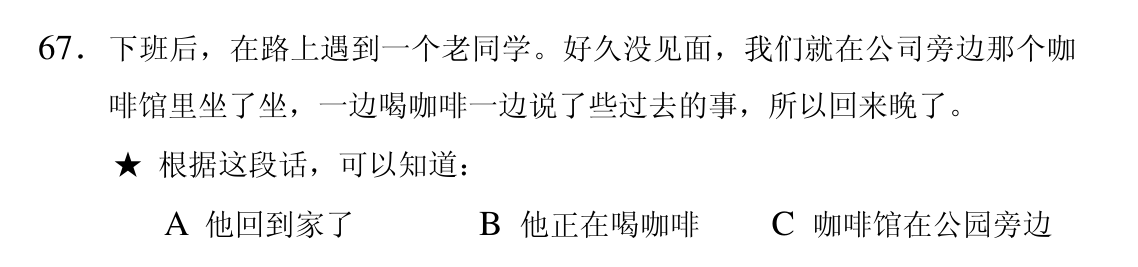 67．下班后，在路上遇到一个老同学。好久没见面，我们就在公司旁边那个咖
啡馆里坐了坐，一边喝咖啡一边说了些过去的事，所以回来晚了。
★ 根据这段话，可以知道：
A 他回到家了 B 他正在喝咖啡 C 咖啡馆在公园旁边